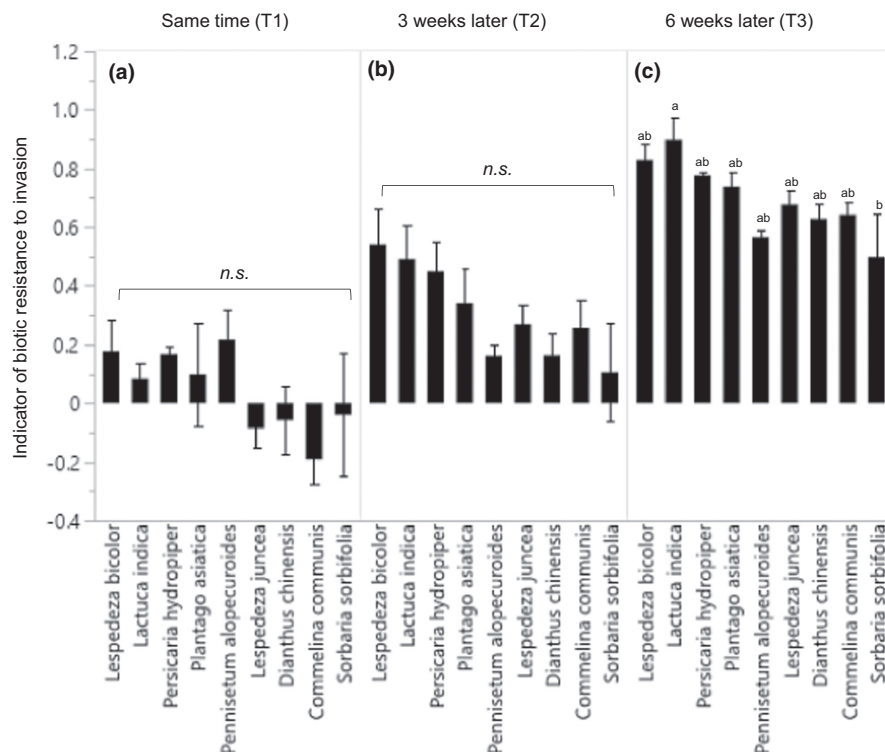 Same time (T1)
3 weeks later (T2)
6 weeks later (T3)
Indicator of biotic resistance to invasion
1.2
1.0
0.8
0.6
0.4
0.2
0
-0.2
-0.4
(a)
n.s.
(b)
n.s.
(c)
ab
a
ab
ab
ab
ab
ab
ab
b
Lespedeza bicolor
Lactuca indica
Persicaria hydropiper
Plantago asiatica
Pennisetum alopecuroides
Lespedeza juncea
Dianthus chinensis
Commelina communis
Sorbaria sorbifolia
Lespedeza bicolor
Lactuca indica
Persicaria hydropiper
Plantago asiatica
Pennisetum alopecuroides
Lespedeza juncea
Dianthus chinensis
Commelina communis
Sorbaria sorbifolia
Lespedeza bicolor
Lactuca indica
Persicaria hydropiper
Plantago asiatica
Pennisetum alopecuroides
Lespedeza juncea
Dianthus chinensis
Commelina communis
Sorbaria sorbifolia